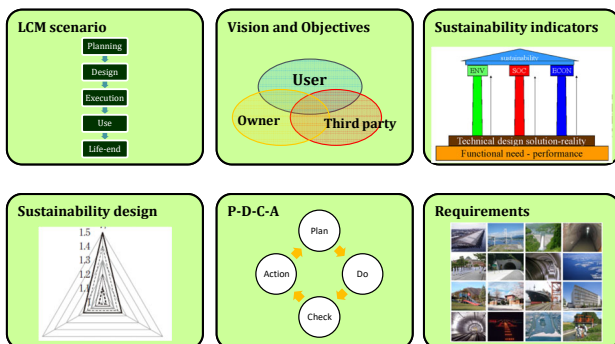 LCM scenario
Planning
Design
Execution
Use
Life-end
Vision and Objectives
User
Owner
Third party
Sustainability indicators
sustainability
ENV
SOC
ECON
Technical design solution-reality
Functional need - performance
Sustainability design
1.5
1.4
1.3
1.2
1.1
P-D-C-A
Plan
Action
Do
Check
Requirements